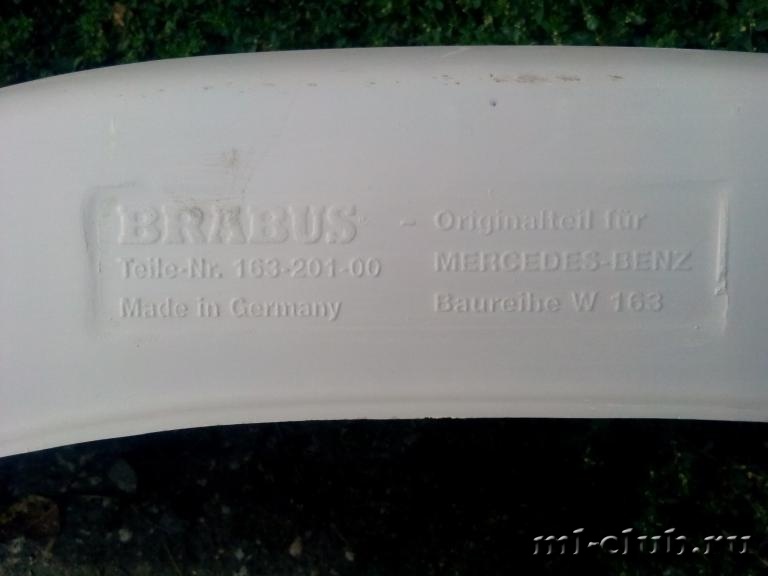 BRABUS - Originalteil für
Teile-Nr. 163-201-00 MERCEDES-BENZ
Made in Germany Baureihe W 163
ml-club.ru